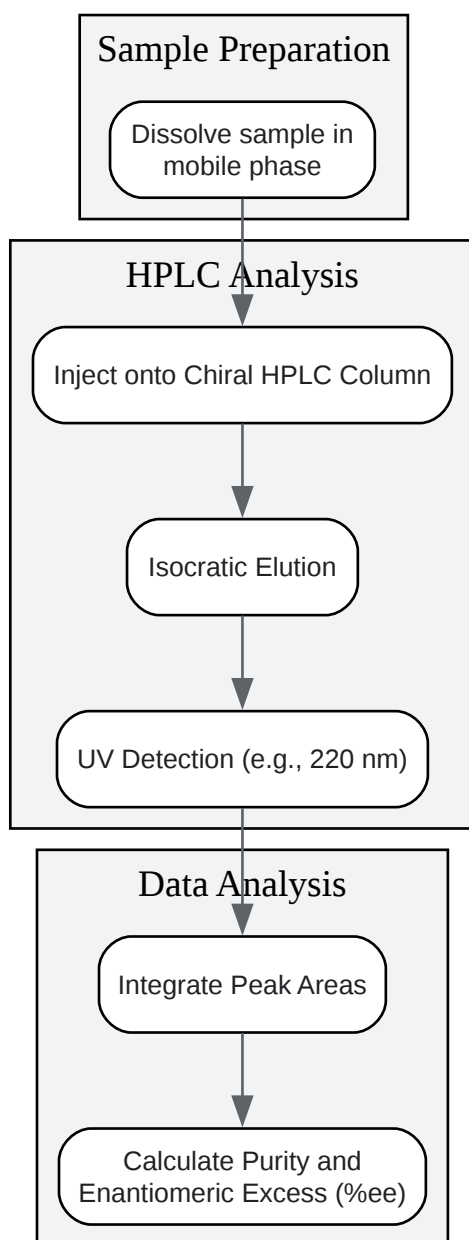 Sample Preparation
Dissolve sample in
mobile phase
HPLC Analysis
Inject onto Chiral HPLC Column
Isocratic Elution
UV Detection (e.g., 220 nm)
Data Analysis
Integrate Peak Areas
Calculate Purity and
Enantiomeric Excess (%ee)